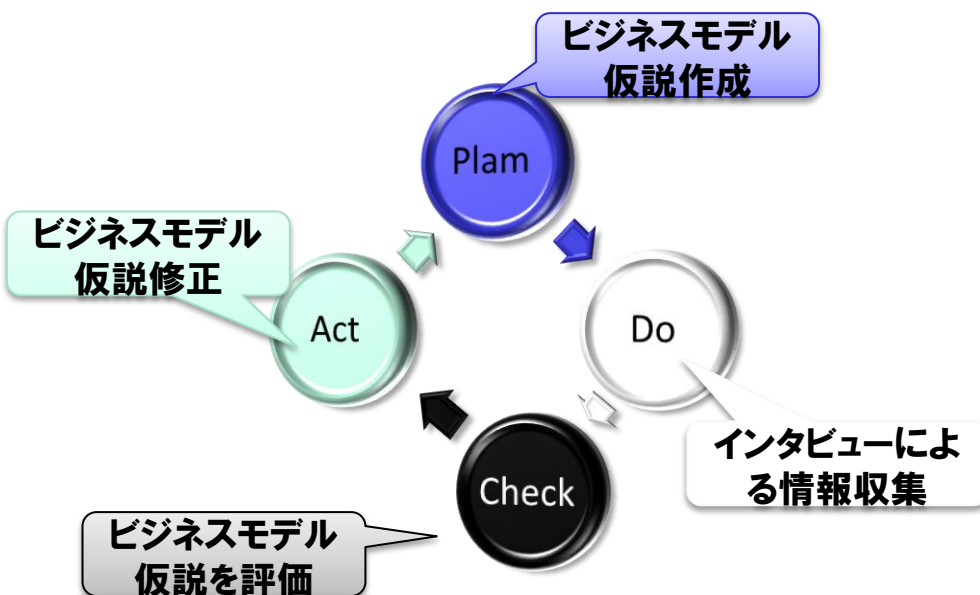 ビジネスモデル
仮説作成
Plam
ビジネスモデル
仮説修正
Act
Do
インタビューによ
る情報収集
Check
ビジネスモデル
仮説を評価